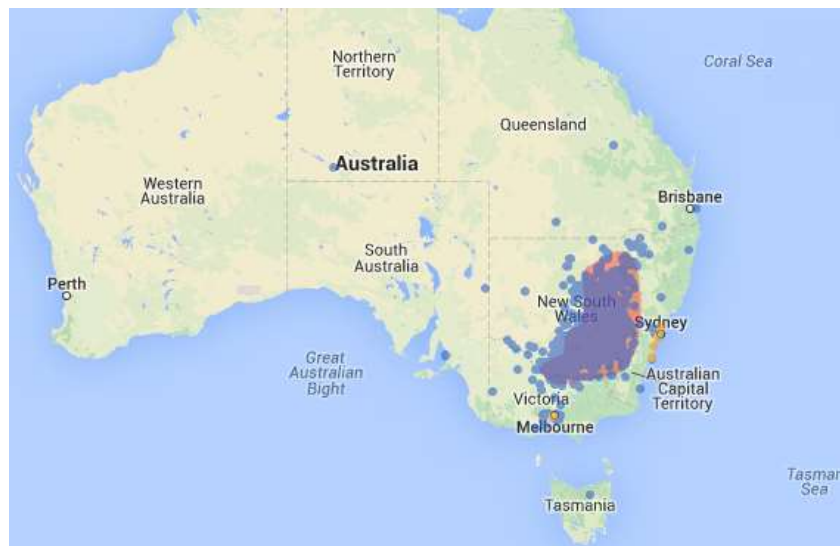 Coral Sea
Northern
Territory
Queensland
Australia
Western
Australia
Brisbane
South
Australia
Perth
New South
Wales
Sydney
Great
Australian
Bight
Australian
Capital
Territory
Victoria
Melbourne
Tasman
Sea
Tasmania